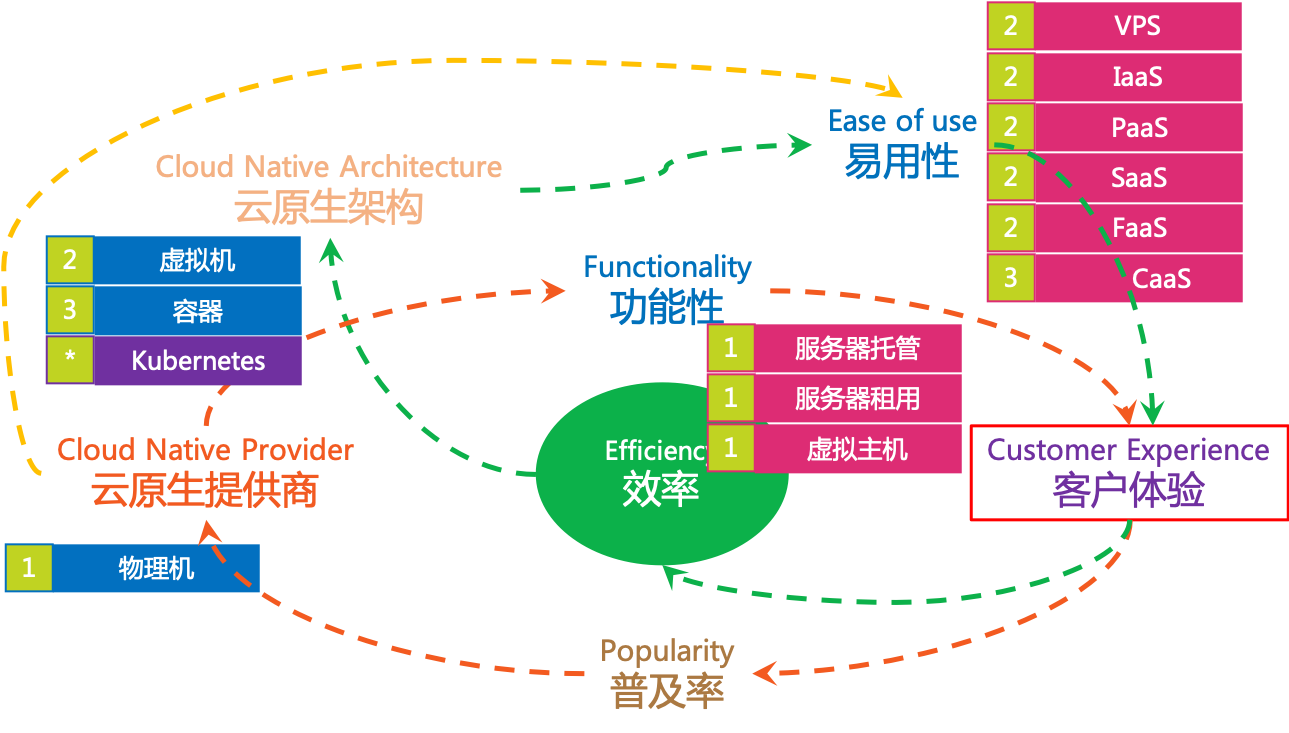 2 VPS
2 IaaS
2 PaaS
2 SaaS
2 FaaS
3 CaaS
Ease of use
易用性
Cloud Native Architecture
云原生架构
2 虚拟机
3 容器
* Kubernetes
Functionality
功能性
1 服务器托管
1 服务器租用
1 虚拟主机
Efficiency
效率
Cloud Native Provider
云原生提供商
Customer Experience
客户体验
1 物理机
Popularity
普及率